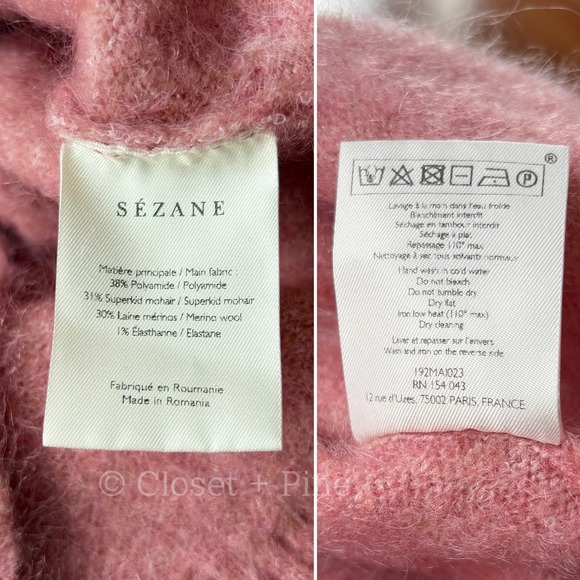 SÉZANE
Matière principale / Main fabric :
38% Polyamide / Polyamide
31% Superkid mohair / Superkid mohair
30% Laine mérinos / Merino wool
1% Élasthanne / Elastane
Fabriqué en Roumanie
Made in Romania
®
P
Lavage à la main dans l'eau froide
Blanchiment interdit
Séchage en tambour interdit
Séchage à plat
Repassage 110° max
Nettoyage à sec tous solvants normaux
Hand wash in cold water
Do not bleach
Do not tumble dry
Dry flat
Iron low heat (110° max)
Dry cleaning
Laver et repasser sur l'envers
Wash and iron on the reverse side
192MAI023
RN 154 043
12 rue d'Uzes, 75002 PARIS, FRANCE
© Closet + Pine